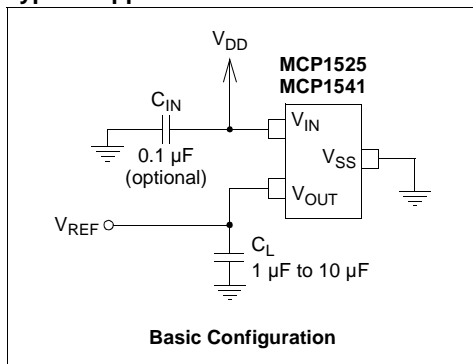 V_DD
MCP1525
MCP1541
C_IN
V_IN
0.1 µF
(optional)
V_SS
V_OUT
V_REF
C_L
1 µF to 10 µF
Basic Configuration